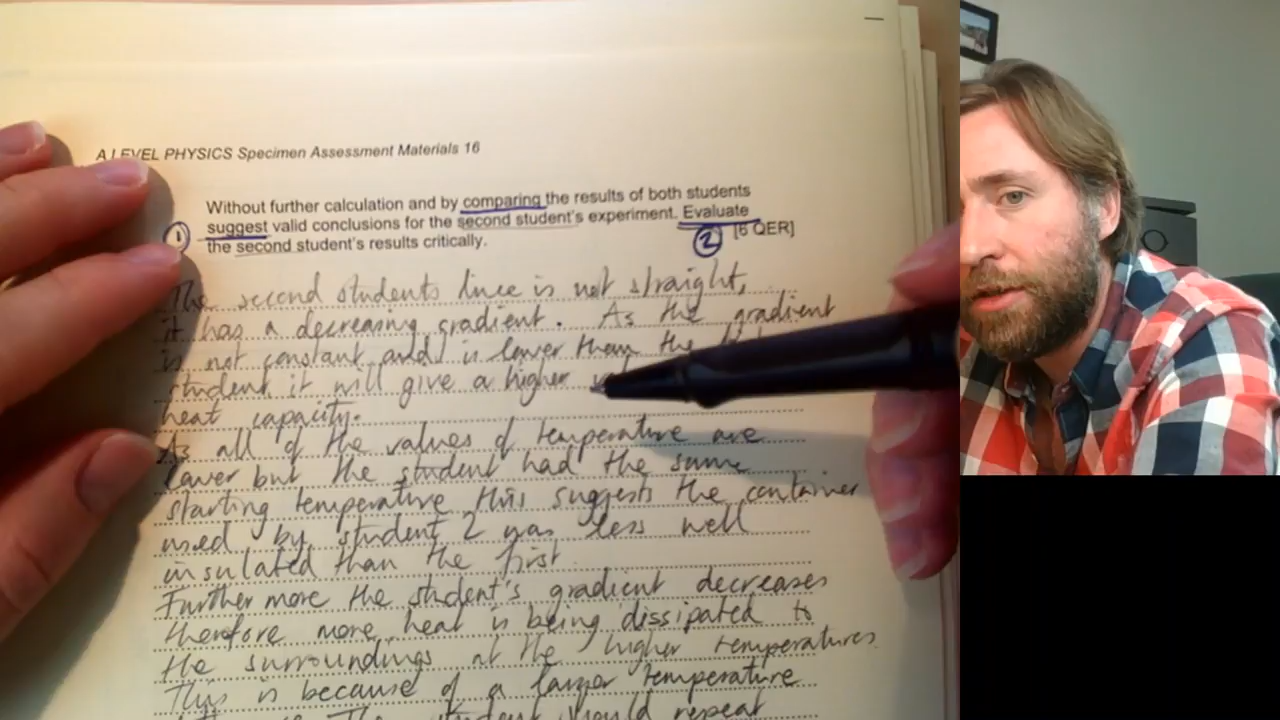 A LEVEL PHYSICS Specimen Assessment Materials 16
Without further calculation and by comparing the results of both students
suggest valid conclusions for the second student's experiment. Evaluate
the second student's results critically.
[6 QER]
1
2
The second students line is not straight,
it has a decreasing gradient. As the gradient
is not constant and is lower than the
student it will give a higher
heat capacity.
As all of the values of temperature are
lower but the student had the same
starting temperature this suggests the container
used by student 2 was less well
insulated than the first.
Furthermore the student's gradient decreases
therefore more heat is being dissipated to
the surroundings at the higher temperatures.
This is because of a larger temperature
The student should repeat